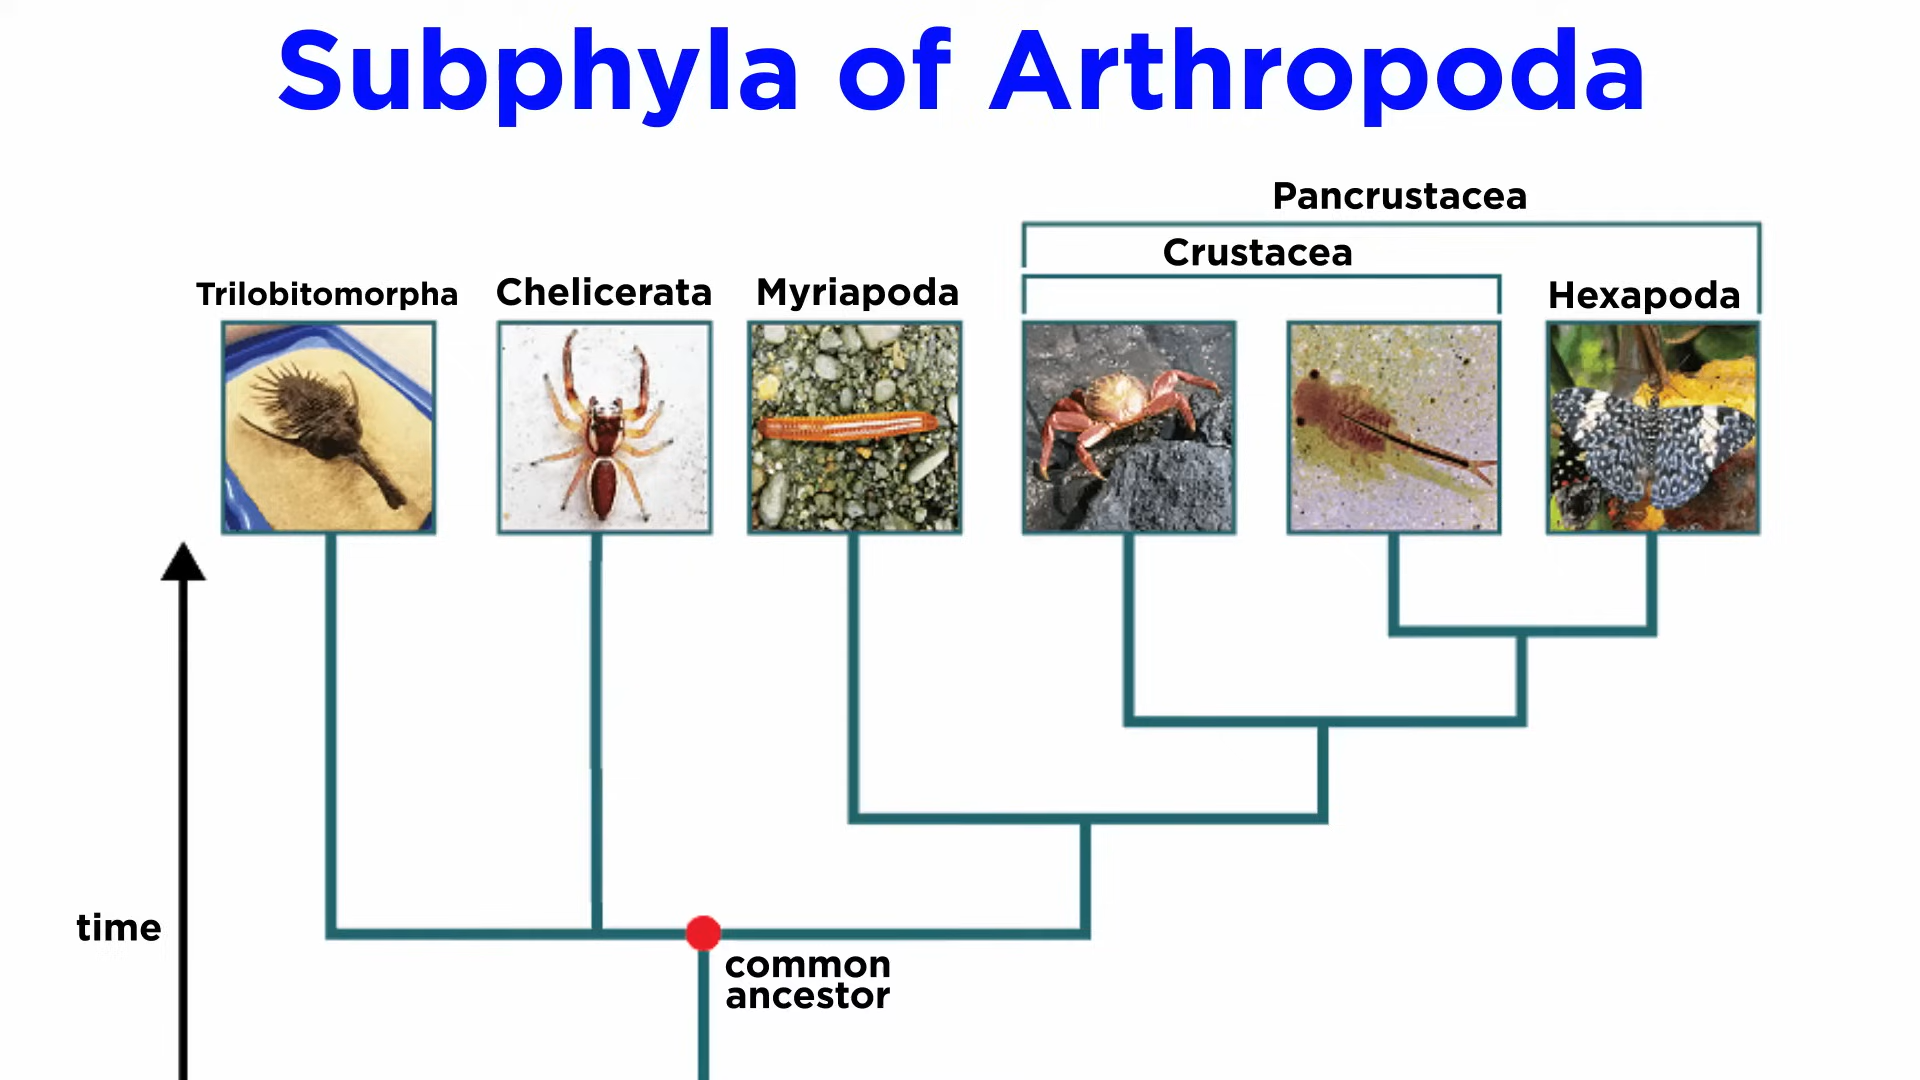 Subphyla of Arthropoda
Pancrustacea
Crustacea
Trilobitomorpha
Chelicerata
Myriapoda
Hexapoda
time
common
ancestor